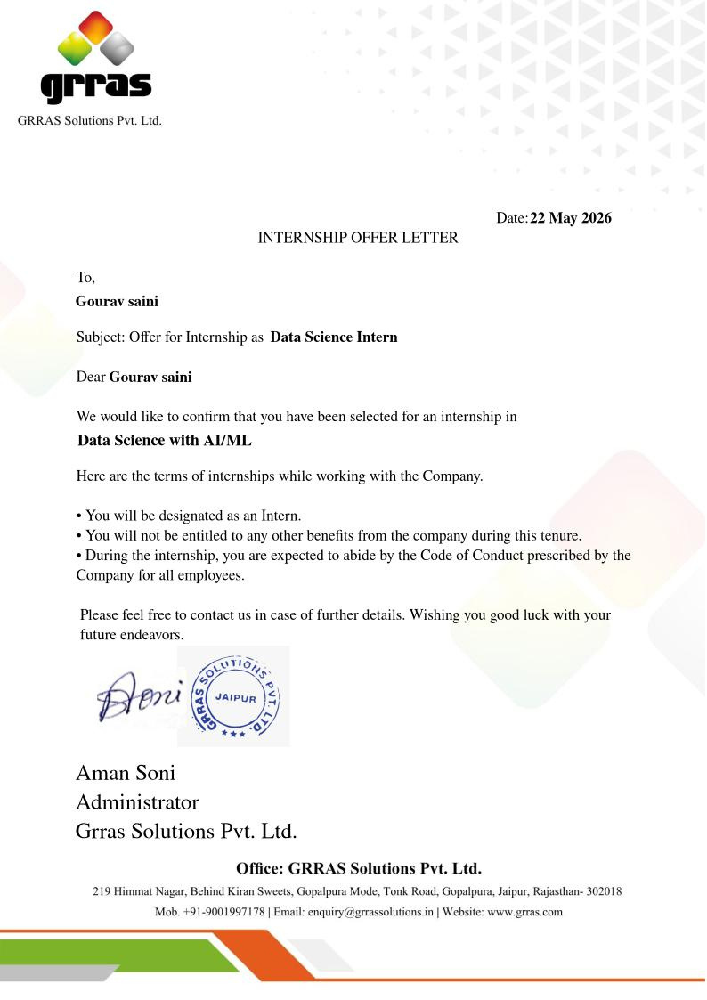 grras
GRRAS Solutions Pvt. Ltd.
Date: 22 May 2026
INTERNSHIP OFFER LETTER
To,
Gourav saini
Subject: Offer for Internship as Data Science Intern
Dear Gourav saini
We would like to confirm that you have been selected for an internship in
Data Science with AI/ML
Here are the terms of internships while working with the Company.
• You will be designated as an Intern.
• You will not be entitled to any other benefits from the company during this tenure.
• During the internship, you are expected to abide by the Code of Conduct prescribed by the
Company for all employees.
Please feel free to contact us in case of further details. Wishing you good luck with your
future endeavors.
Soni
GRRAS SOLUTIONS PVT. LTD.
JAIPUR
Aman Soni
Administrator
Grras Solutions Pvt. Ltd.
Office: GRRAS Solutions Pvt. Ltd.
219 Himmat Nagar, Behind Kiran Sweets, Gopalpura Mode, Tonk Road, Gopalpura, Jaipur, Rajasthan- 302018
Mob. +91-9001997178 | Email: enquiry@grrassolutions.in | Website: www.grras.com